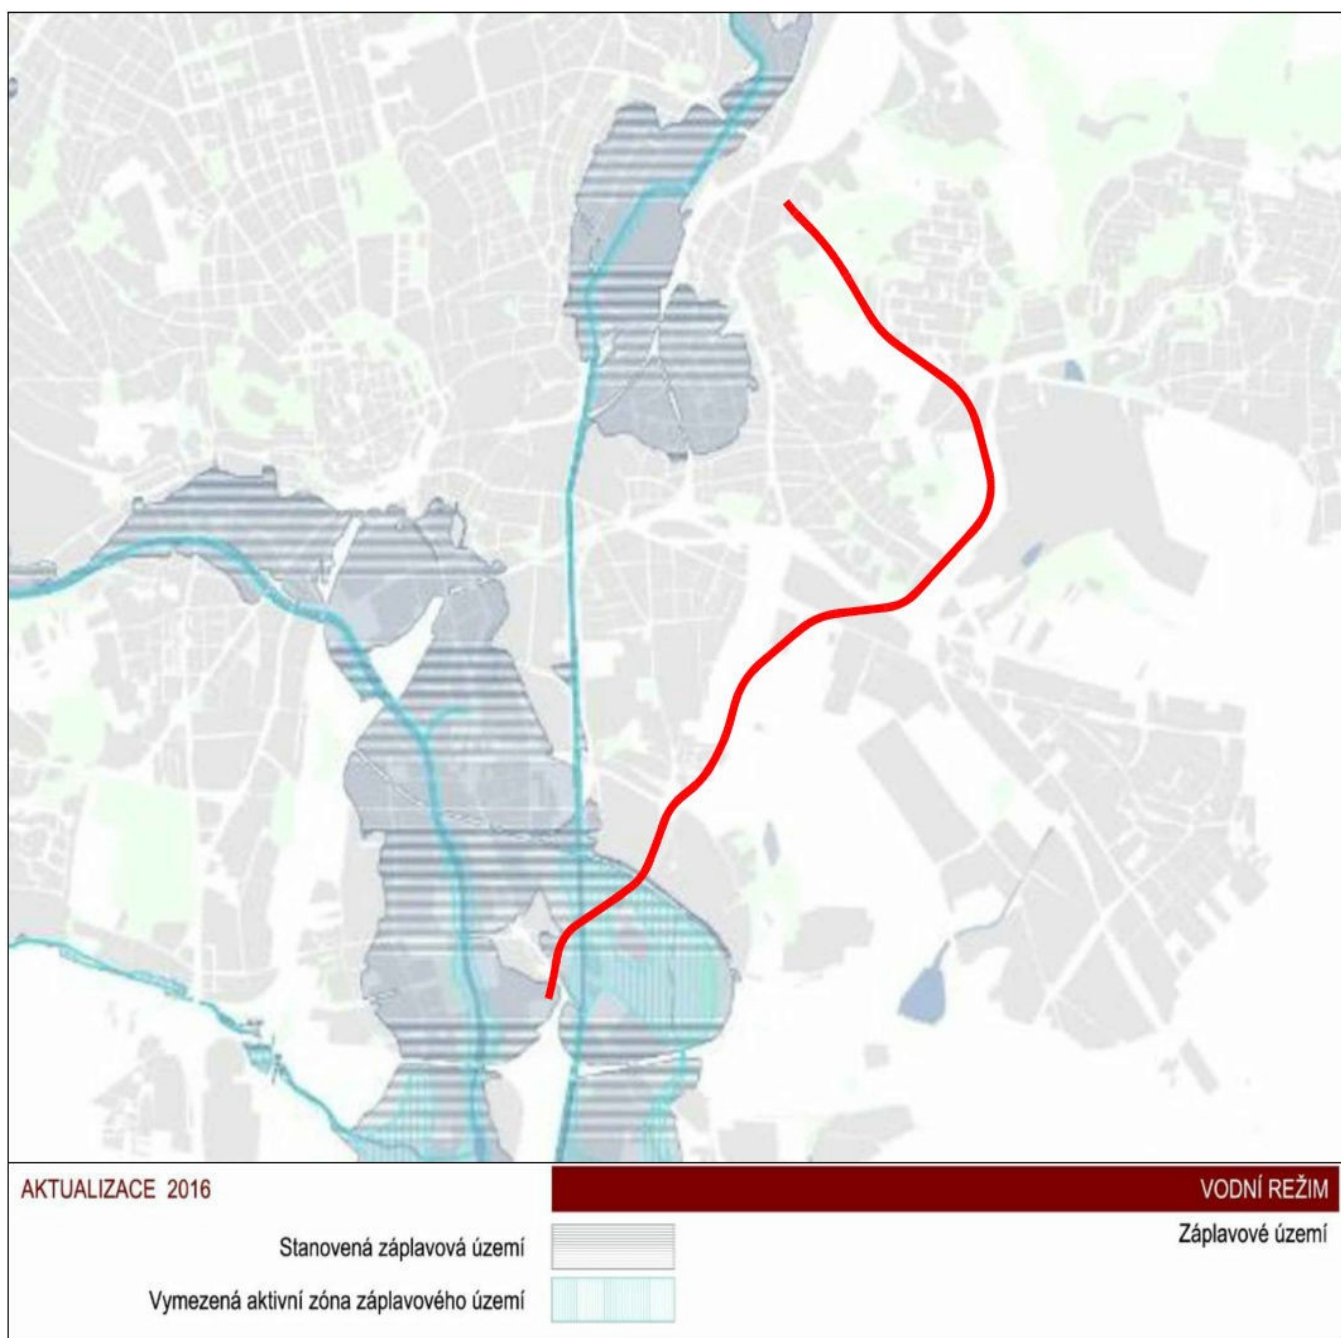 AKTUALIZACE 2016
VODNÍ REŽIM
Stanovená záplavová území
Záplavové území
Vymezená aktivní zóna záplavového území